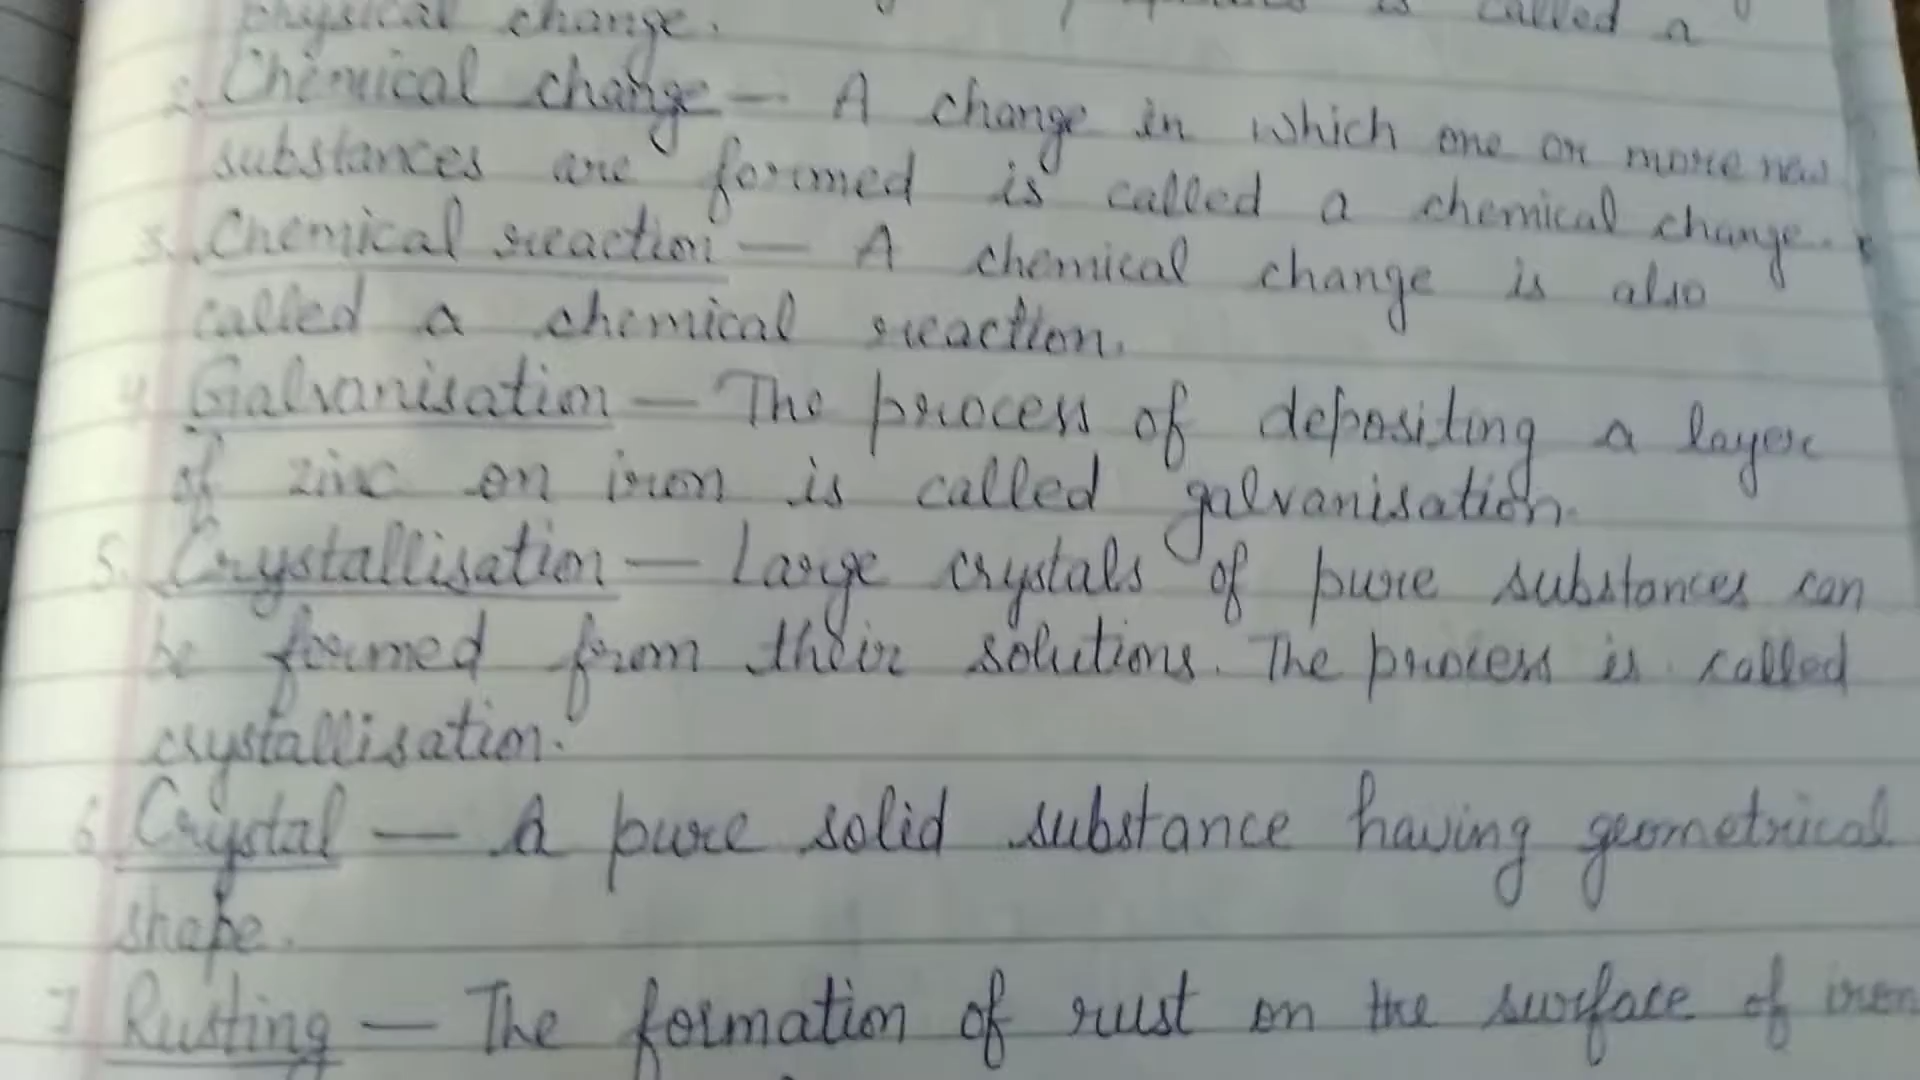 physical change. is called a
2. Chemical change — A change in which one or more new
substances are formed is called a chemical change.
3. Chemical reaction — A chemical change is also
called a chemical reaction.
4. Galvanisation — The process of depositing a layer
of zinc on iron is called galvanisation.
5. Crystallisation — Large crystals of pure substances can
be formed from their solutions. The process is called
crystallisation.
6. Crystal — A pure solid substance having geometrical
shape.
7. Rusting — The formation of rust on the surface of iron